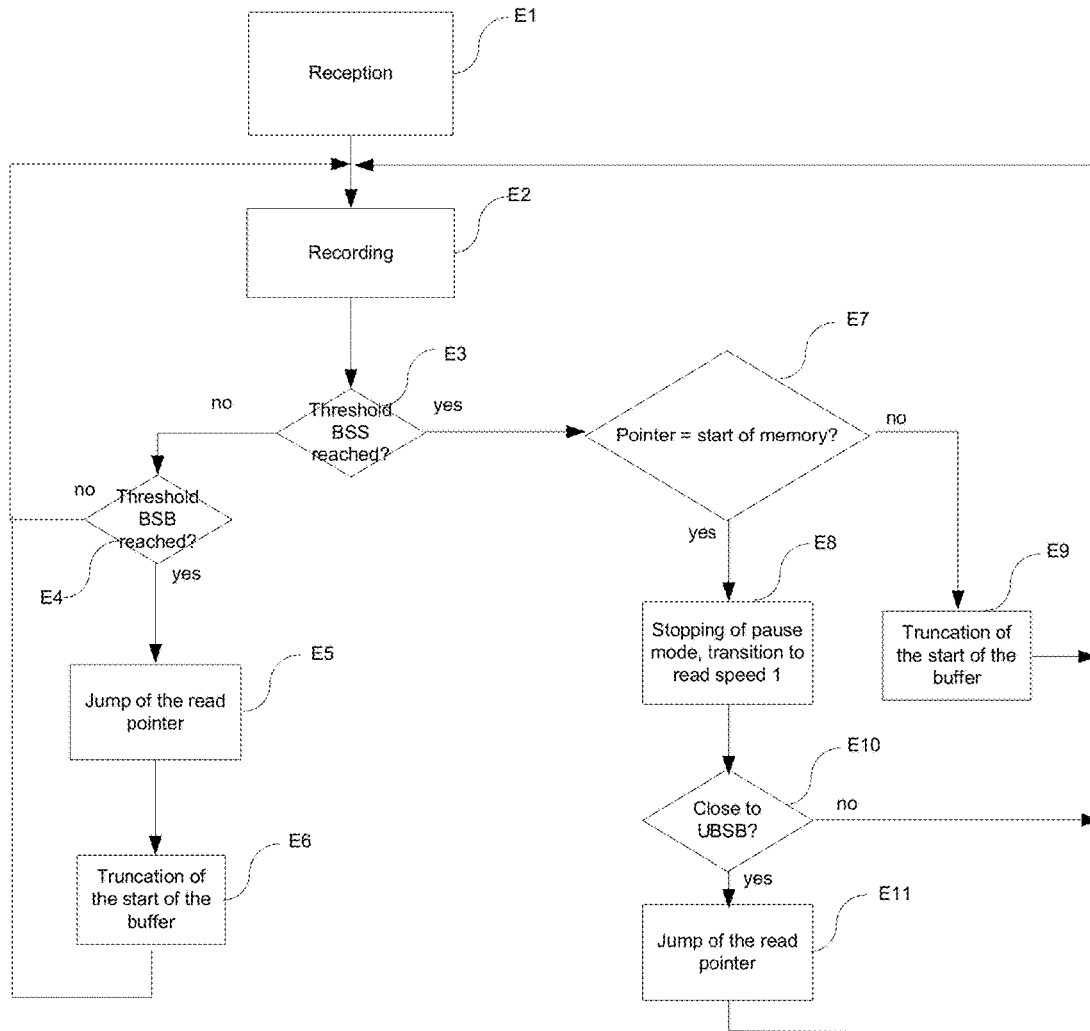 E1
Reception
E2
Recording
E3
Threshold
BSS
reached?
no
yes
E7
Pointer = start of memory?
no
yes
no
Threshold
BSB
reached?
E4
yes
E8
Stopping of pause
mode, transition to
read speed 1
E9
Truncation of
the start of the
buffer
E5
Jump of the read
pointer
E10
Close to
UBSB?
no
yes
E6
Truncation of
the start of the
buffer
E11
Jump of the read
pointer